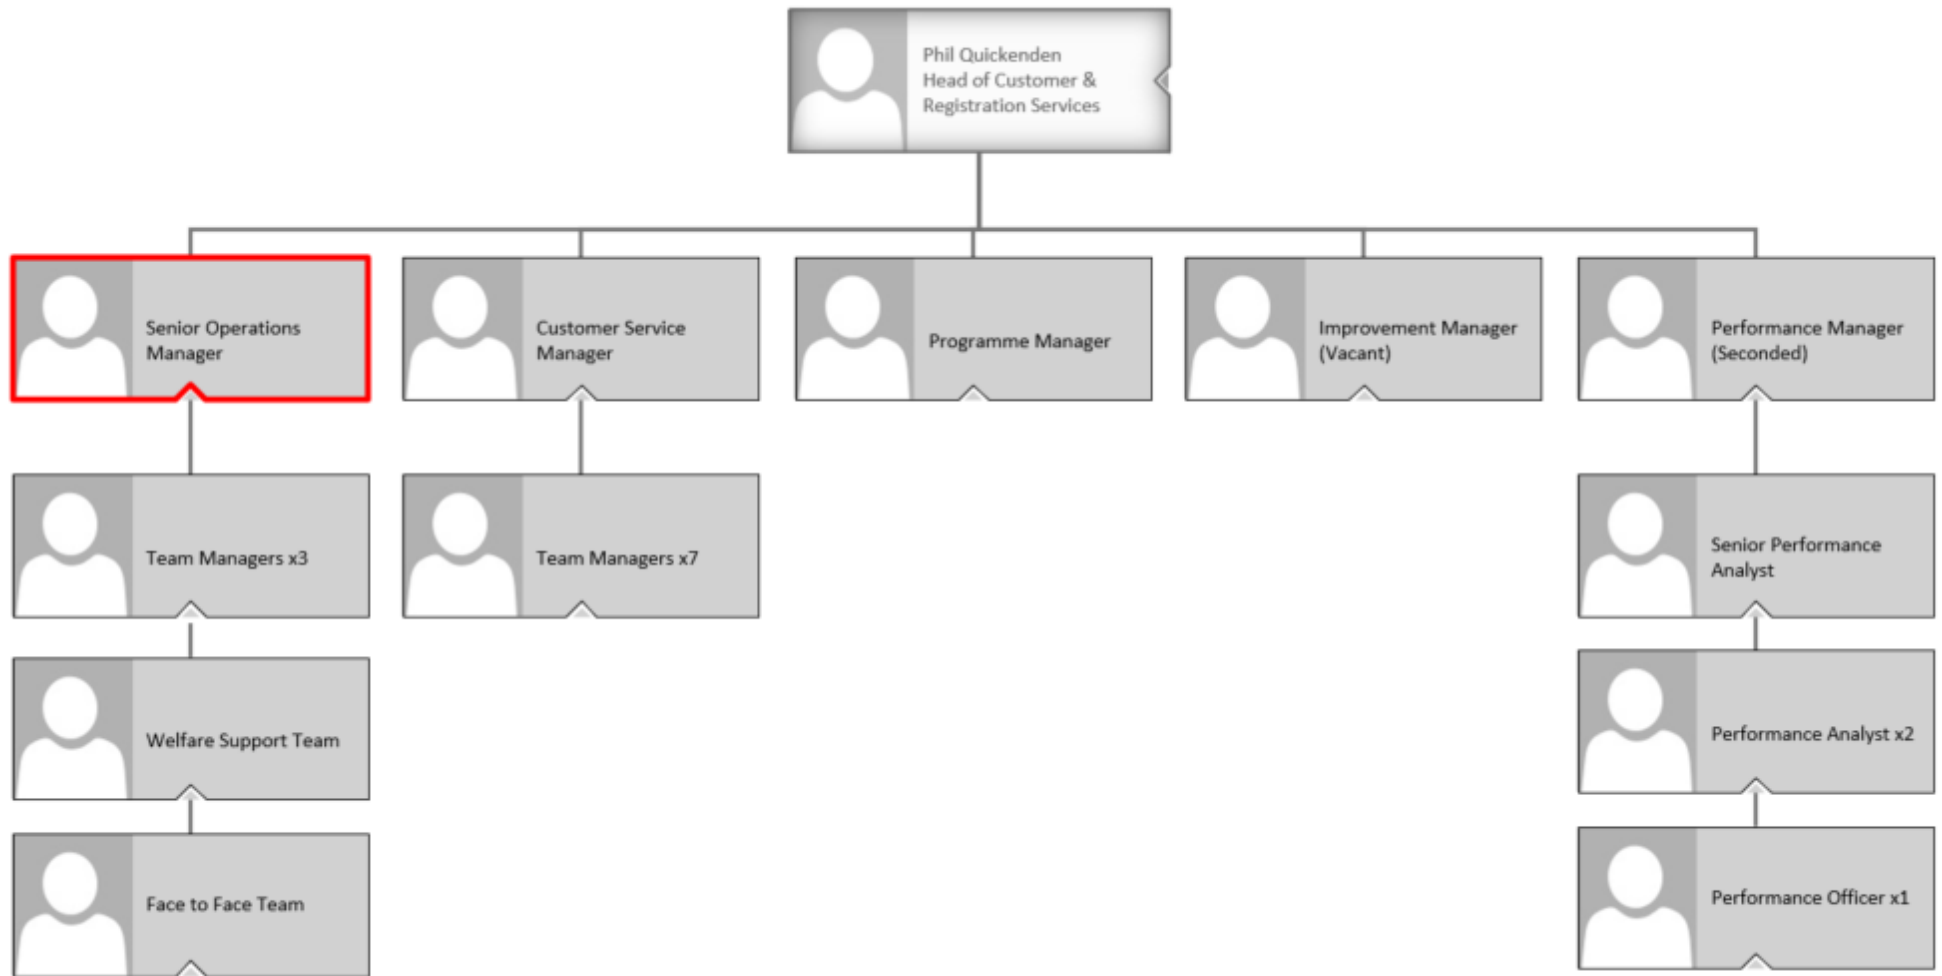 Phil Quickenden
Head of Customer &
Registration Services
Senior Operations
Manager
Customer Service
Manager
Programme Manager
Improvement Manager
(Vacant)
Performance Manager
(Seconded)
Team Managers x3
Team Managers x7
Senior Performance
Analyst
Welfare Support Team
Performance Analyst x2
Face to Face Team
Performance Officer x1